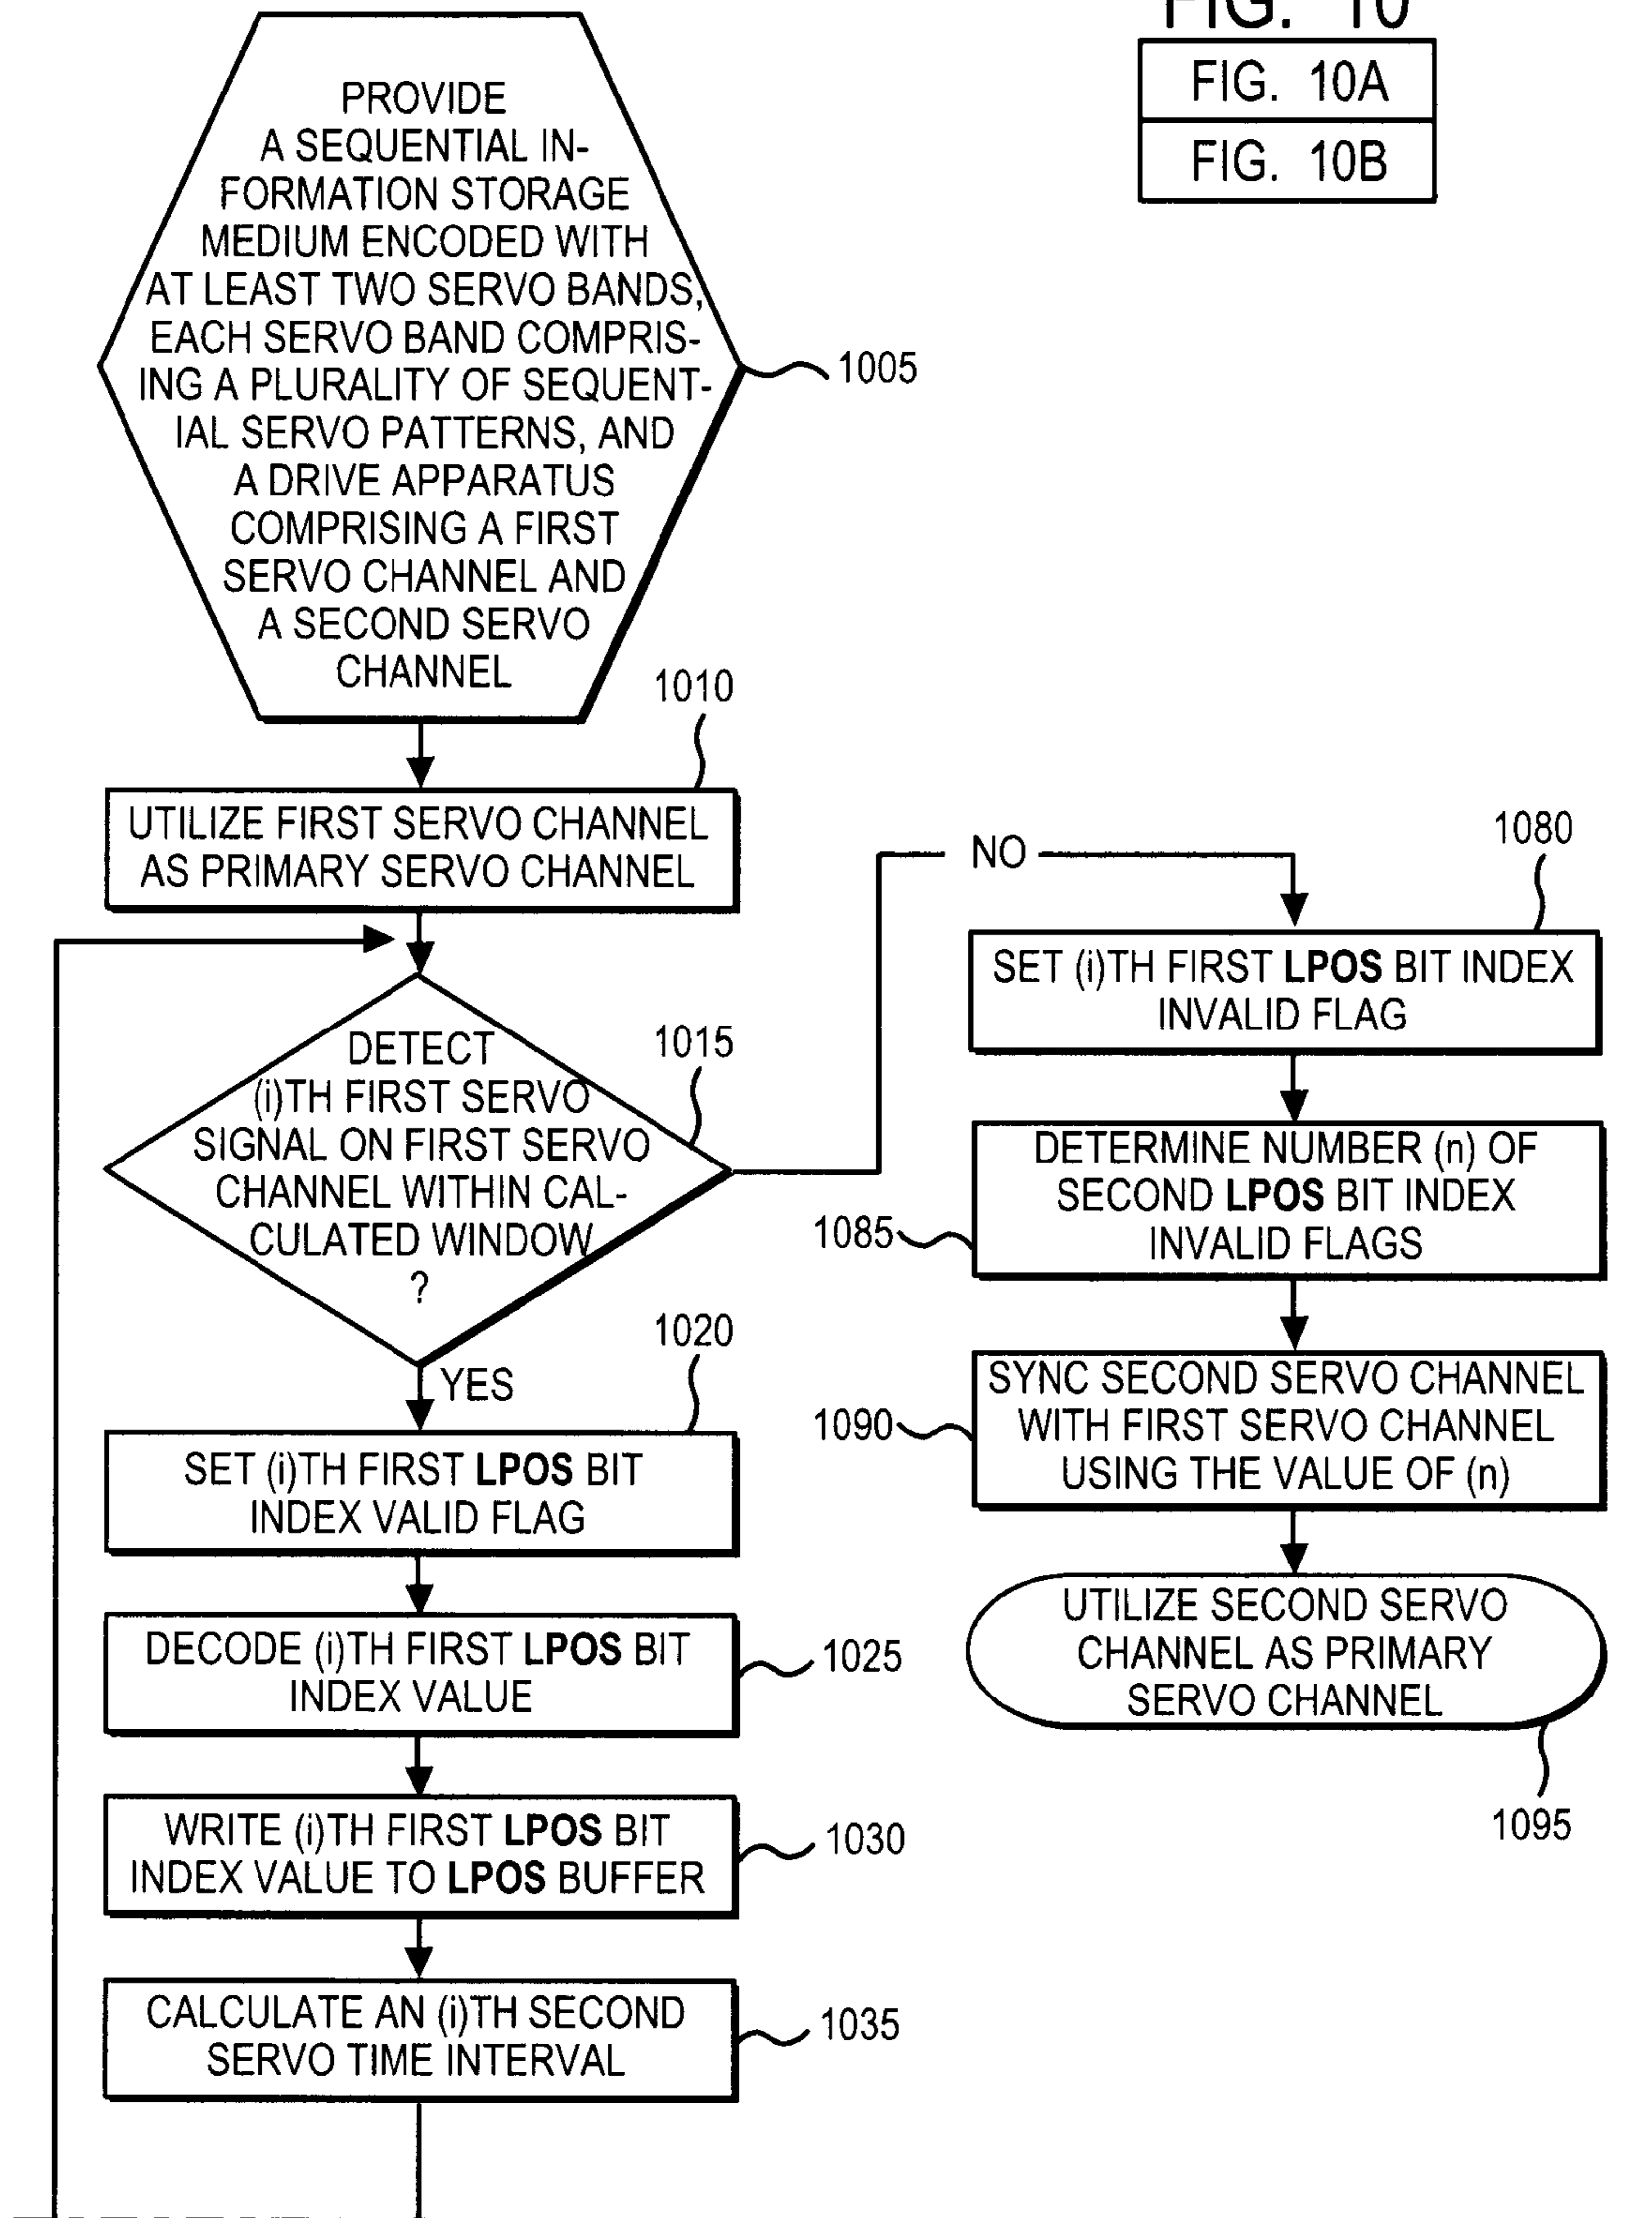 FIG. 10
FIG. 10A
FIG. 10B
PROVIDE
A SEQUENTIAL IN-
FORMATION STORAGE
MEDIUM ENCODED WITH
AT LEAST TWO SERVO BANDS,
EACH SERVO BAND COMPRIS-
ING A PLURALITY OF SEQUENT-
IAL SERVO PATTERNS, AND
A DRIVE APPARATUS
COMPRISING A FIRST
SERVO CHANNEL AND
A SECOND SERVO
CHANNEL
1005
1010
UTILIZE FIRST SERVO CHANNEL
AS PRIMARY SERVO CHANNEL
DETECT
(i)TH FIRST SERVO
SIGNAL ON FIRST SERVO
CHANNEL WITHIN CAL-
CULATED WINDOW
?
1015
NO
YES
1020
SET (i)TH FIRST LPOS BIT
INDEX VALID FLAG
DECODE (i)TH FIRST LPOS BIT
INDEX VALUE
1025
WRITE (i)TH FIRST LPOS BIT
INDEX VALUE TO LPOS BUFFER
1030
CALCULATE AN (i)TH SECOND
SERVO TIME INTERVAL
1035
1080
SET (i)TH FIRST LPOS BIT INDEX
INVALID FLAG
DETERMINE NUMBER (n) OF
SECOND LPOS BIT INDEX
INVALID FLAGS
1085
SYNC SECOND SERVO CHANNEL
WITH FIRST SERVO CHANNEL
USING THE VALUE OF (n)
1090
UTILIZE SECOND SERVO
CHANNEL AS PRIMARY
SERVO CHANNEL
1095